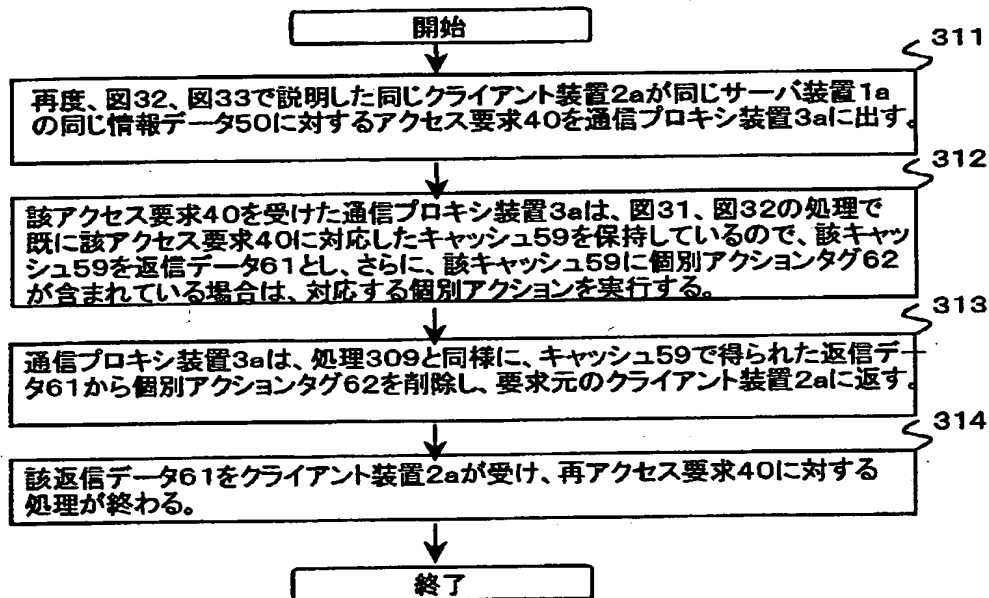 開始
311
再度、図32、図33で説明した同じクライアント装置2aが同じサーバ装置1a
の同じ情報データ50に対するアクセス要求40を通信プロキシ装置3aに出す。
312
該アクセス要求40を受けた通信プロキシ装置3aは、図31、図32の処理で
既に該アクセス要求40に対応したキャッシュ59を保持しているので、該キャッ
シュ59を返信データ61とし、さらに、該キャッシュ59に個別アクションタグ62
が含まれている場合は、対応する個別アクションを実行する。
313
通信プロキシ装置3aは、処理309と同様に、キャッシュ59で得られた返信デー
タ61から個別アクションタグ62を削除し、要求元のクライアント装置2aに返す。
314
該返信データ61をクライアント装置2aが受け、再アクセス要求40に対する
処理が終わる。
終了